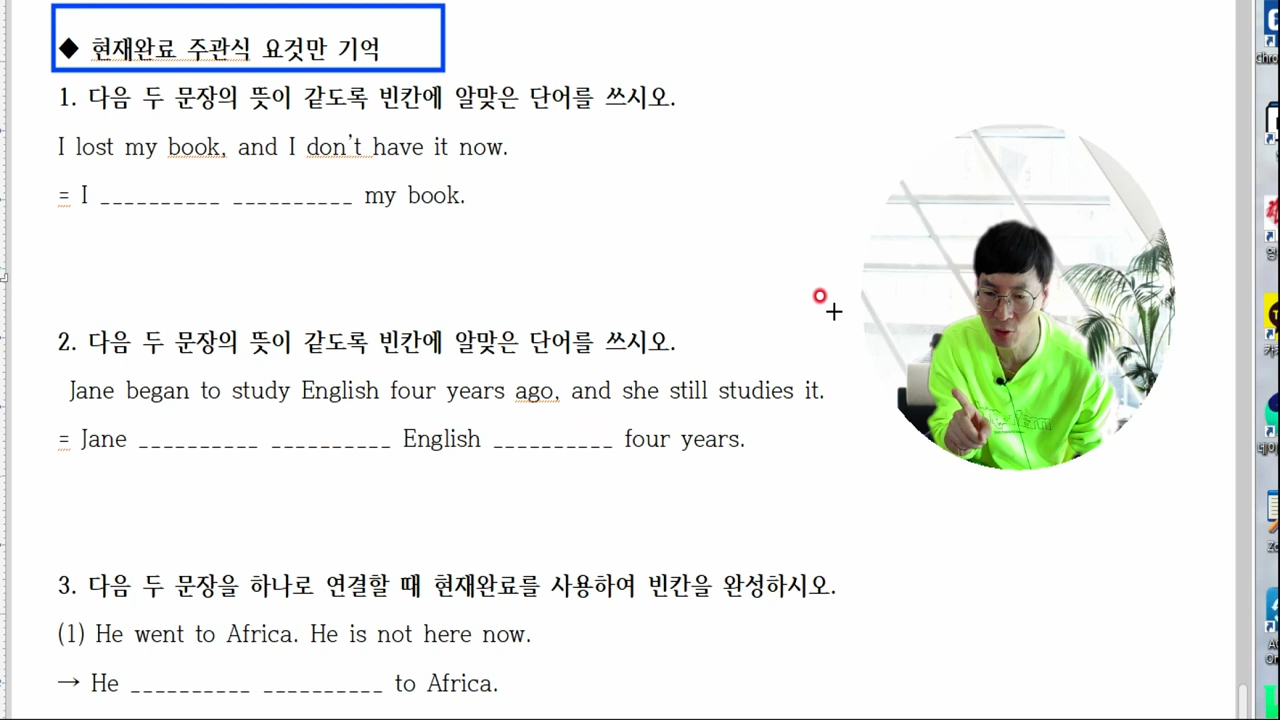 ◆ 현재완료 주관식 요것만 기억
1. 다음 두 문장의 뜻이 같도록 빈칸에 알맞은 단어를 쓰시오.
I lost my book, and I don't have it now.
= I __________ __________ my book.
2. 다음 두 문장의 뜻이 같도록 빈칸에 알맞은 단어를 쓰시오.
Jane began to study English four years ago, and she still studies it.
= Jane __________ __________ English __________ four years.
3. 다음 두 문장을 하나로 연결할 때 현재완료를 사용하여 빈칸을 완성하시오.
(1) He went to Africa. He is not here now.
→ He __________ __________ to Africa.